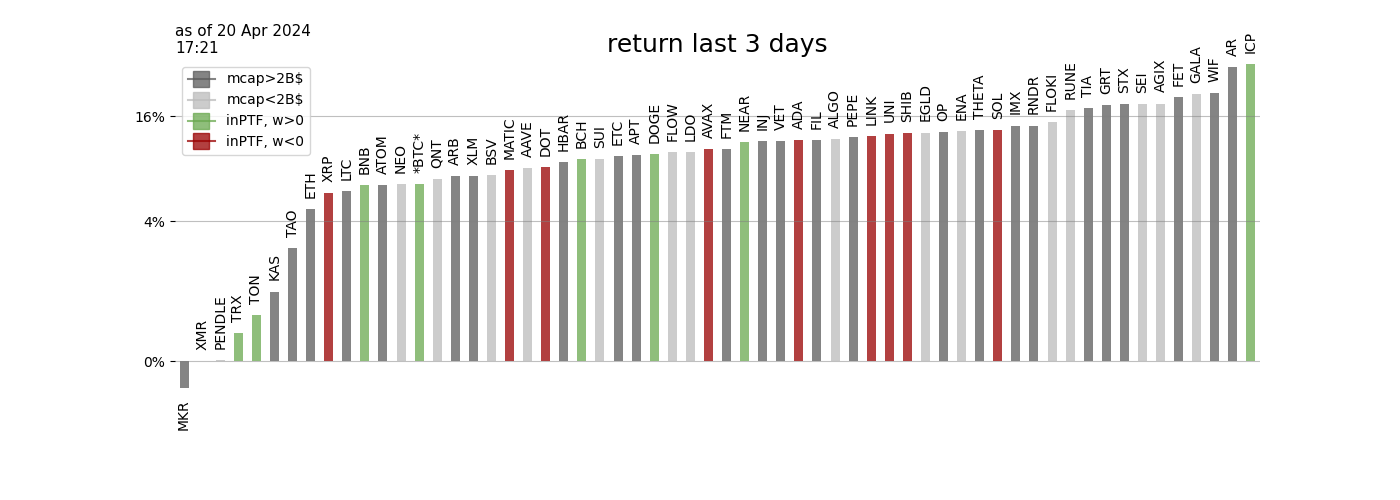 as of 20 Apr 2024
17:21
return last 3 days
mcap>2B$
mcap<2B$
inPTF, w>0
inPTF, w<0
16%
4%
0%
MKR
XMR
PENDLE
TRX
TON
KAS
TAO
ETH
XRP
LTC
BNB
ATOM
NEO
*BTC*
QNT
ARB
XLM
BSV
MATIC
AAVE
DOT
HBAR
BCH
SUI
ETC
APT
DOGE
FLOW
LDO
AVAX
FTM
NEAR
INJ
VET
ADA
FIL
ALGO
PEPE
LINK
UNI
SHIB
EGLD
OP
ENA
THETA
SOL
IMX
RNDR
FLOKI
RUNE
TIA
GRT
STX
SEI
AGIX
FET
GALA
WIF
AR
ICP